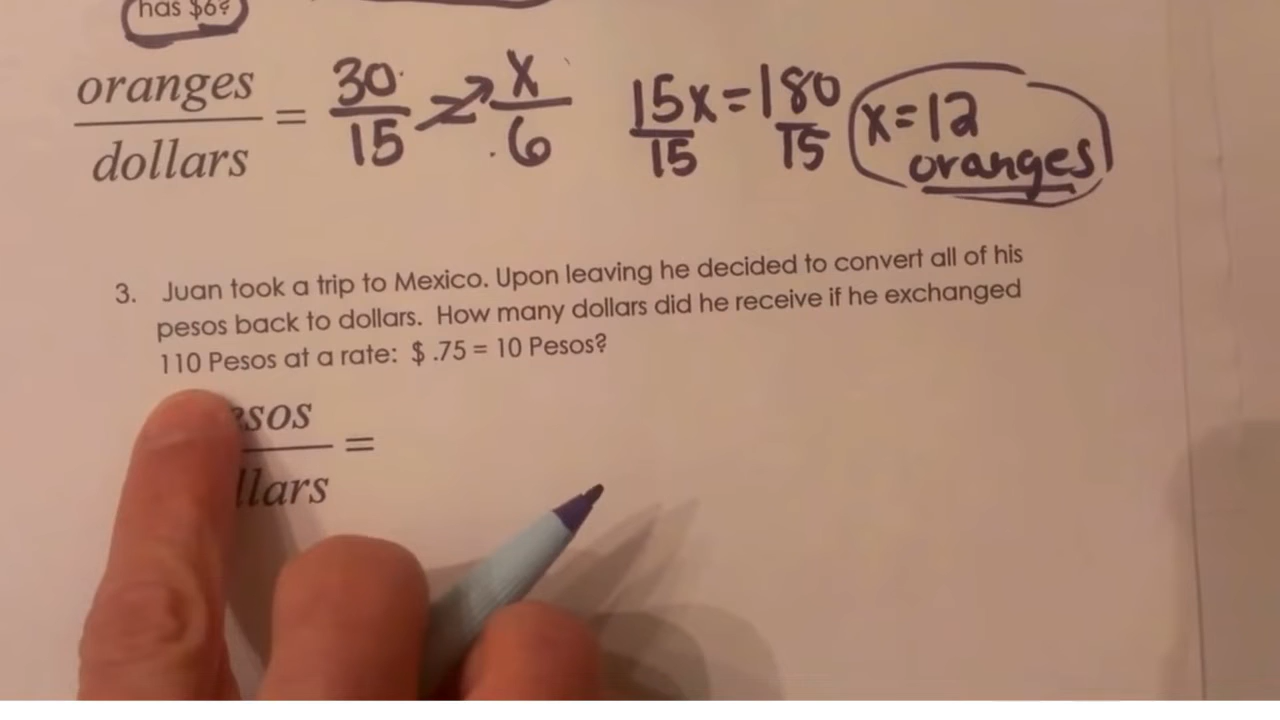 has $6?
oranges
dollars
=
30
15
x
6
15x=180
15 15
x=12
oranges
3. Juan took a trip to Mexico. Upon leaving he decided to convert all of his
pesos back to dollars. How many dollars did he receive if he exchanged
110 Pesos at a rate: $ .75 = 10 Pesos?
=